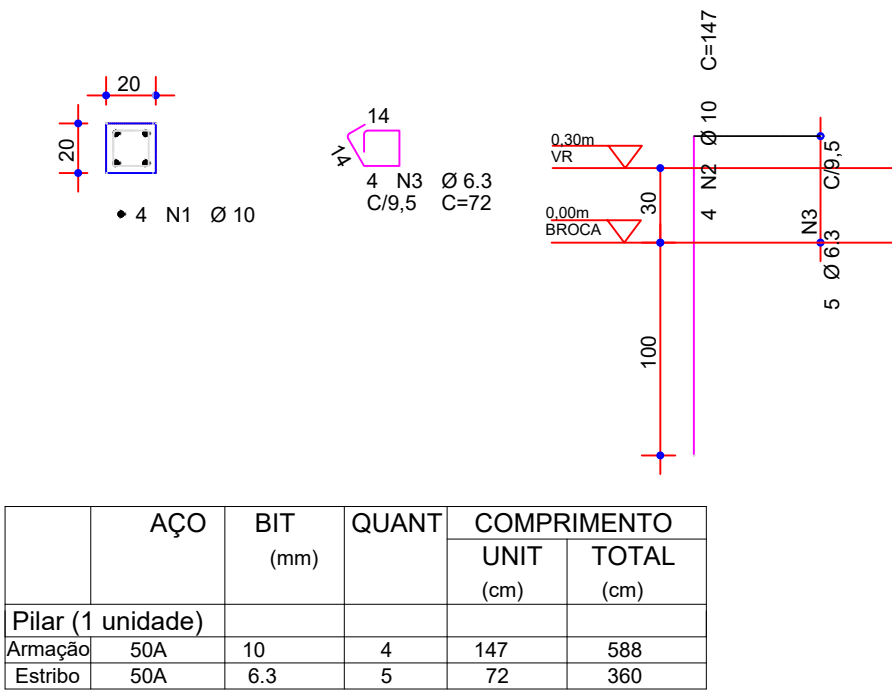 20
20
4 N1 Ø 10
14
14
4 N3 Ø 6.3
C/9,5 C=72
0,30m
VR
0,00m
BROCA
30
100
4 N2 Ø 10 C=147
5 Ø 6.3
N3
C/9,5
AÇO BIT QUANT COMPRIMENTO
(mm) UNIT TOTAL
(cm) (cm)
Pilar (1 unidade)
Armação 50A 10 4 147 588
Estribo 50A 6.3 5 72 360